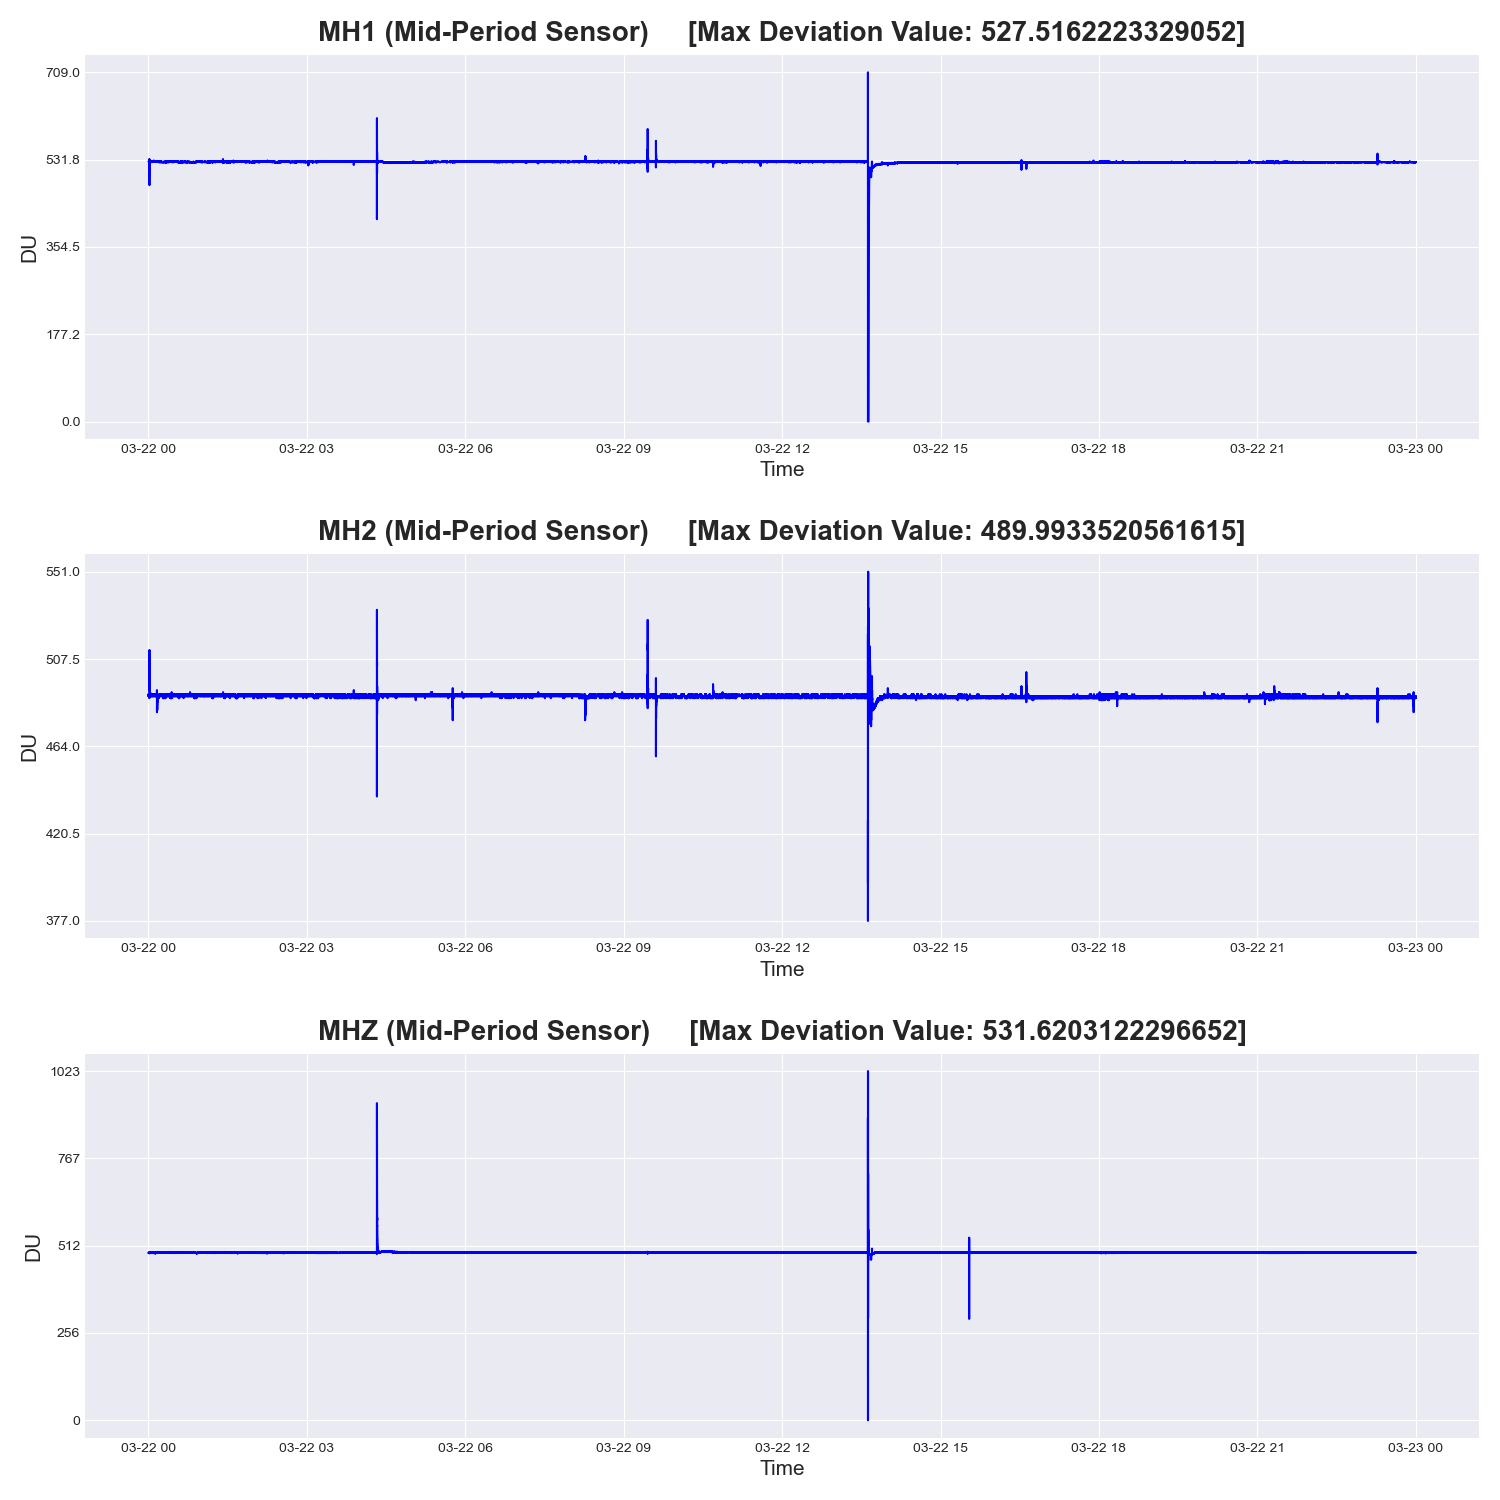 MH1 (Mid-Period Sensor) [Max Deviation Value: 527.5162223329052]
709.0
531.8
354.5
177.2
0.0
DU
03-22 00 03-22 03 03-22 06 03-22 09 03-22 12 03-22 15 03-22 18 03-22 21 03-23 00
Time
MH2 (Mid-Period Sensor) [Max Deviation Value: 489.9933520561615]
551.0
507.5
464.0
420.5
377.0
DU
03-22 00 03-22 03 03-22 06 03-22 09 03-22 12 03-22 15 03-22 18 03-22 21 03-23 00
Time
MHZ (Mid-Period Sensor) [Max Deviation Value: 531.6203122296652]
1023
767
512
256
0
DU
03-22 00 03-22 03 03-22 06 03-22 09 03-22 12 03-22 15 03-22 18 03-22 21 03-23 00
Time